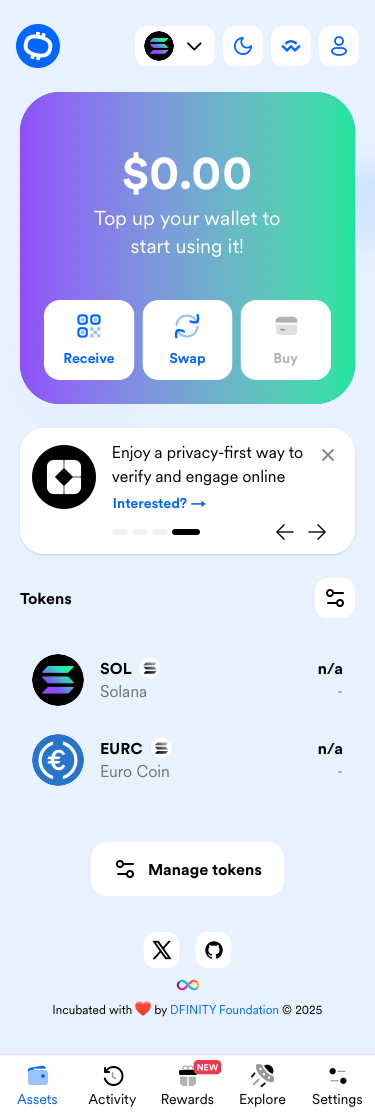 $0.00
Top up your wallet to
start using it!
Receive
Swap
Buy
Enjoy a privacy-first way to
verify and engage online
Interested? →
Tokens
SOL
n/a
Solana
-
EURC
n/a
Euro Coin
-
Manage tokens
Incubated with ❤️ by DFINITY Foundation © 2025
NEW
Assets
Activity
Rewards
Explore
Settings